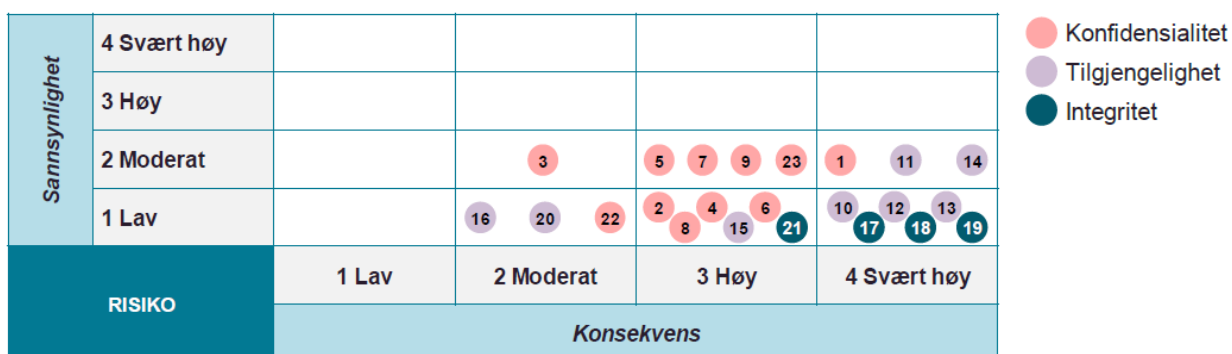 Sannsynlighet
4 Svært høy
3 Høy
2 Moderat
3
5 7 9 23
1 11 14
1 Lav
16 20 22
2 4 6
8 15 21
10 12 13
17 18 19
RISIKO
1 Lav
2 Moderat
3 Høy
4 Svært høy
Konsekvens
Konfidensialitet
Tilgjengelighet
Integritet